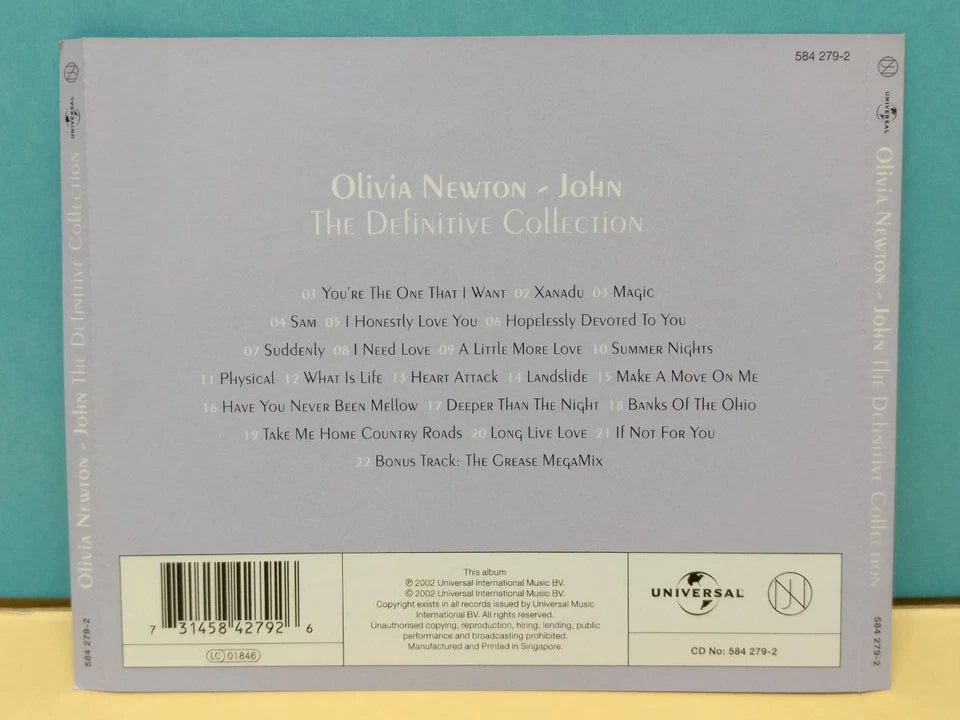 584 279-2
Olivia Newton - John
The Definitive Collection
01 You're The One That I Want 02 Xanadu 03 Magic
04 Sam 05 I Honestly Love You 06 Hopelessly Devoted To You
07 Suddenly 08 I Need Love 09 A Little More Love 10 Summer Nights
11 Physical 12 What Is Life 13 Heart Attack 14 Landslide 15 Make A Move On Me
16 Have You Never Been Mellow 17 Deeper Than The Night 18 Banks Of The Ohio
19 Take Me Home Country Roads 20 Long Live Love 21 If Not For You
22 Bonus Track: The Grease MegaMix
7 31458 42792 6
LC 01846
This album
℗ 2002 Universal International Music BV.
© 2002 Universal International Music BV.
Copyright exists in all records issued by Universal Music
International BV. All rights reserved.
Unauthorised copying, reproduction, hiring, lending, public
performance and broadcasting prohibited.
Manufactured and Printed in Singapore.
UNIVERSAL
CD No: 584 279-2
584 279-2 Olivia Newton - John The Definitive Collection UNIVERSAL
UNIVERSAL Olivia Newton - John The Definitive Collection 584 279-2